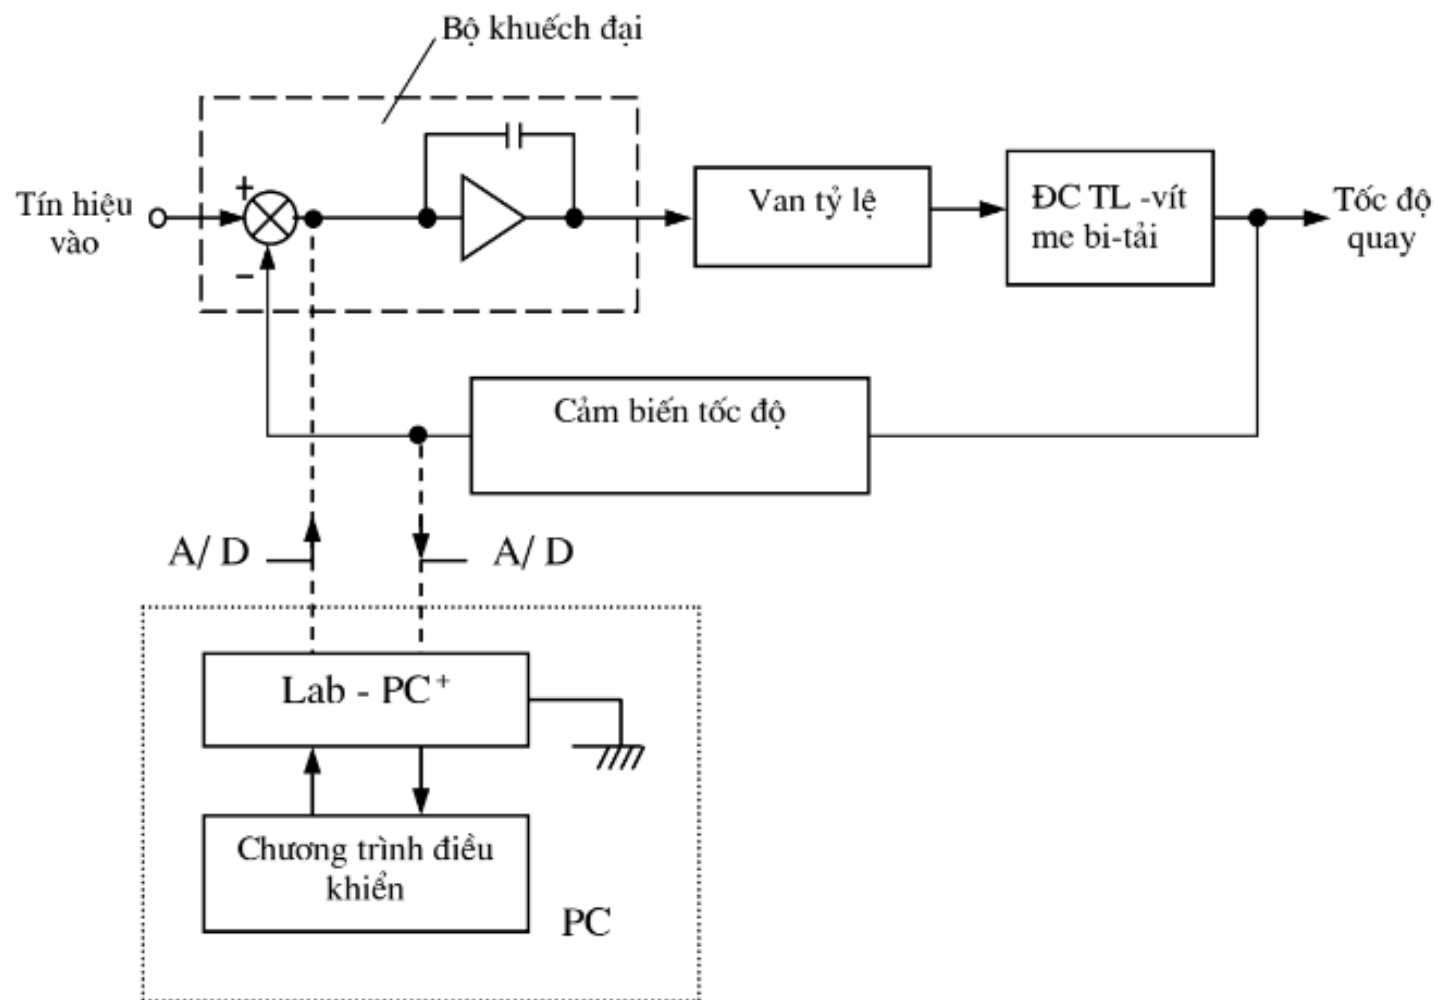 Bộ khuếch đại
+
Tín hiệu
vào
−
Van tỷ lệ
ĐC TL -vít
me bi-tải
Tốc độ
quay
Cảm biến tốc độ
A/ D
A/ D
Lab - PC⁺
Chương trình điều
khiển
PC